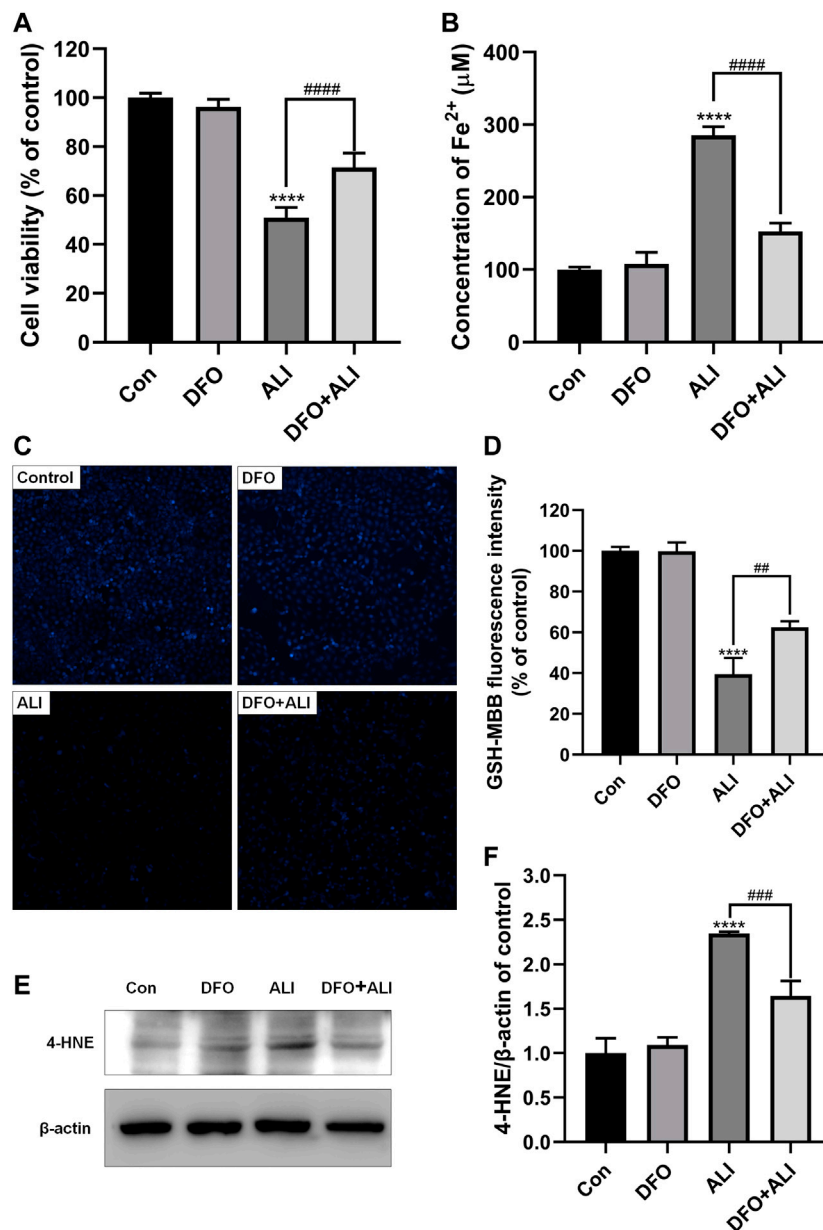 A
Cell viability (% of control)
120
100
80
60
40
20
0
####
****
Con
DFO
ALI
DFO+ALI
B
Concentration of Fe²⁺ (μM)
400
300
200
100
0
####
****
Con
DFO
ALI
DFO+ALI
C
Control
DFO
ALI
DFO+ALI
D
GSH-MBB fluorescence intensity
(% of control)
120
100
80
60
40
20
0
##
****
Con
DFO
ALI
DFO+ALI
E
Con DFO ALI DFO+ALI
4-HNE
β-actin
F
4-HNE/β-actin of control
3.0
2.5
2.0
1.5
1.0
0.5
0.0
###
****
Con
DFO
ALI
DFO+ALI